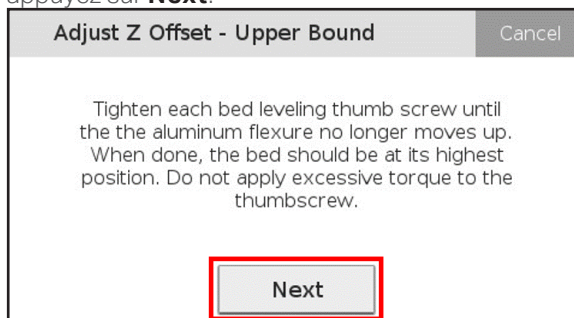 appuyez sur Next.
Adjust Z Offset - Upper Bound
Cancel
Tighten each bed leveling thumb screw until
the the aluminum flexure no longer moves up.
When done, the bed should be at its highest
position. Do not apply excessive torque to the
thumbscrew.
Next